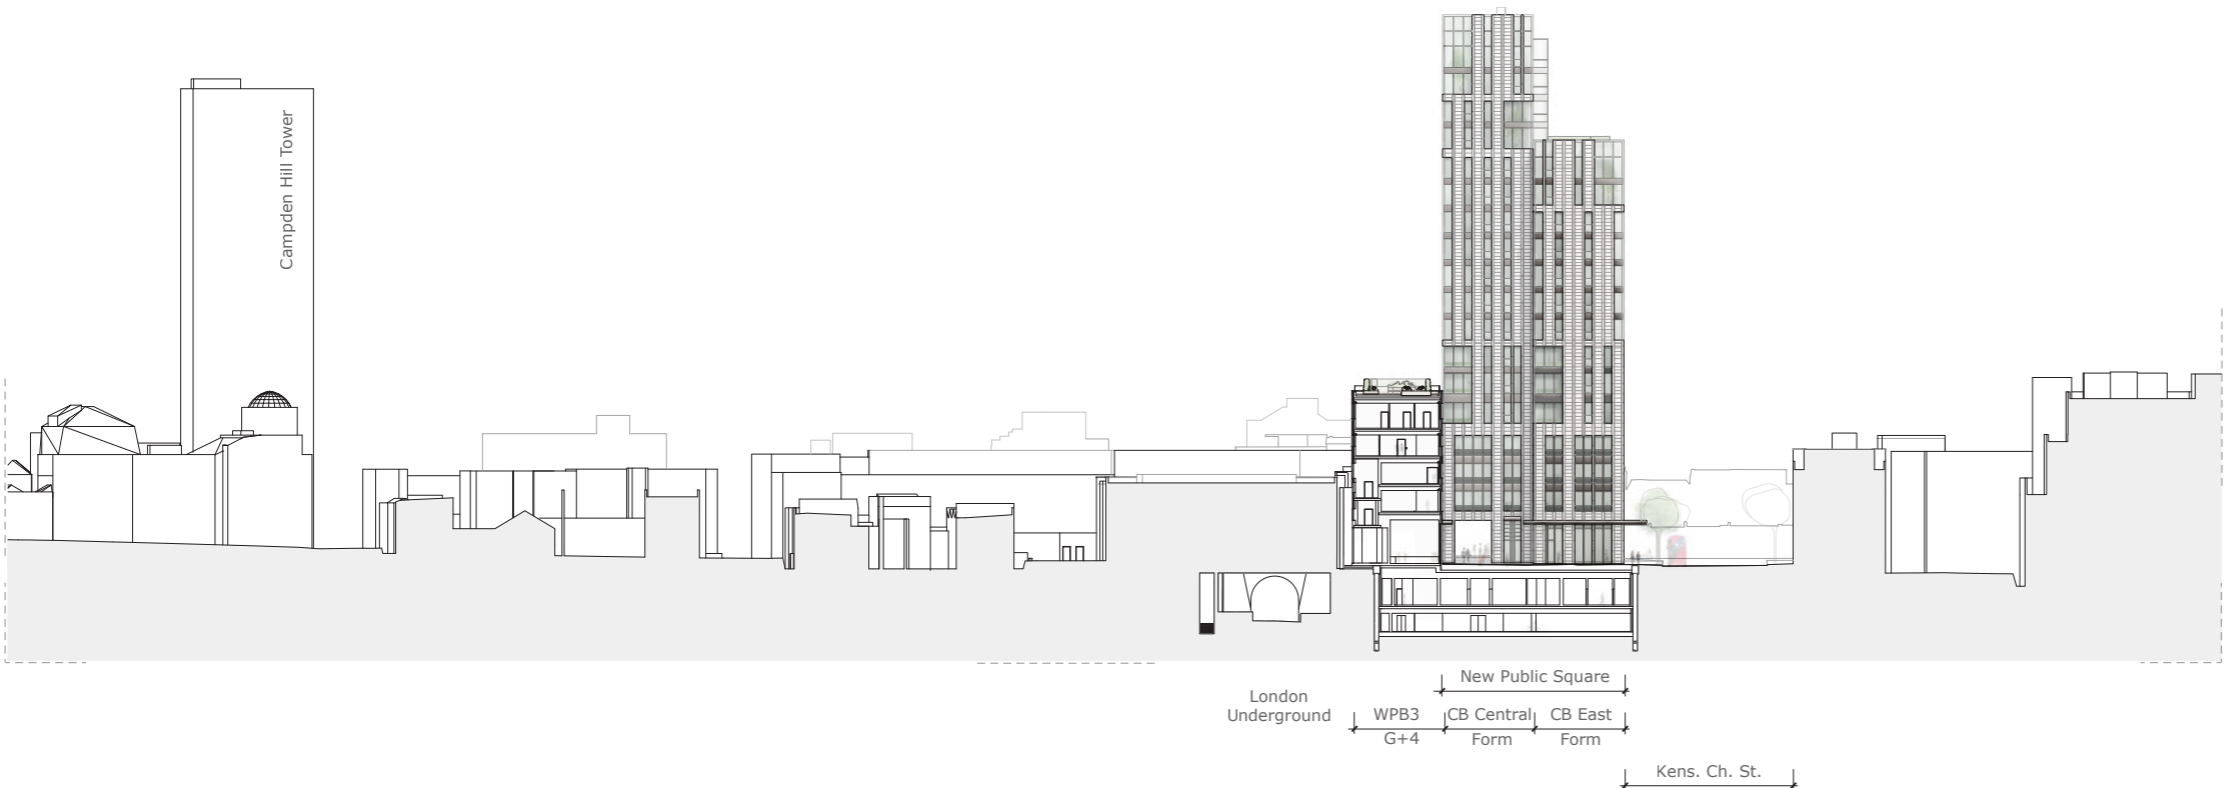 Campden Hill Tower
New Public Square
London
Underground
WPB3
G+4
CB Central
Form
CB East
Form
Kens. Ch. St.